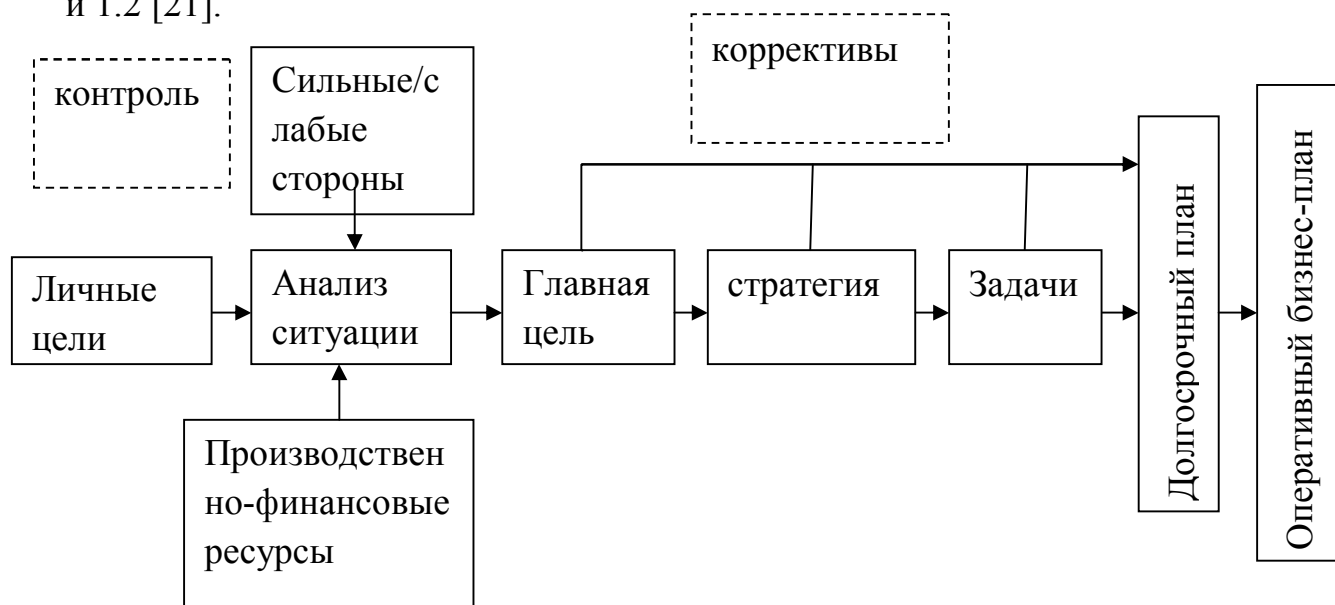 и 1.2 [21].
контроль
Сильные/с
лабые
стороны
коррективы
Личные
цели
Анализ
ситуации
Главная
цель
стратегия
Задачи
Долгосрочный план
Оперативный бизнес-план
Производствен
но-финансовые
ресурсы